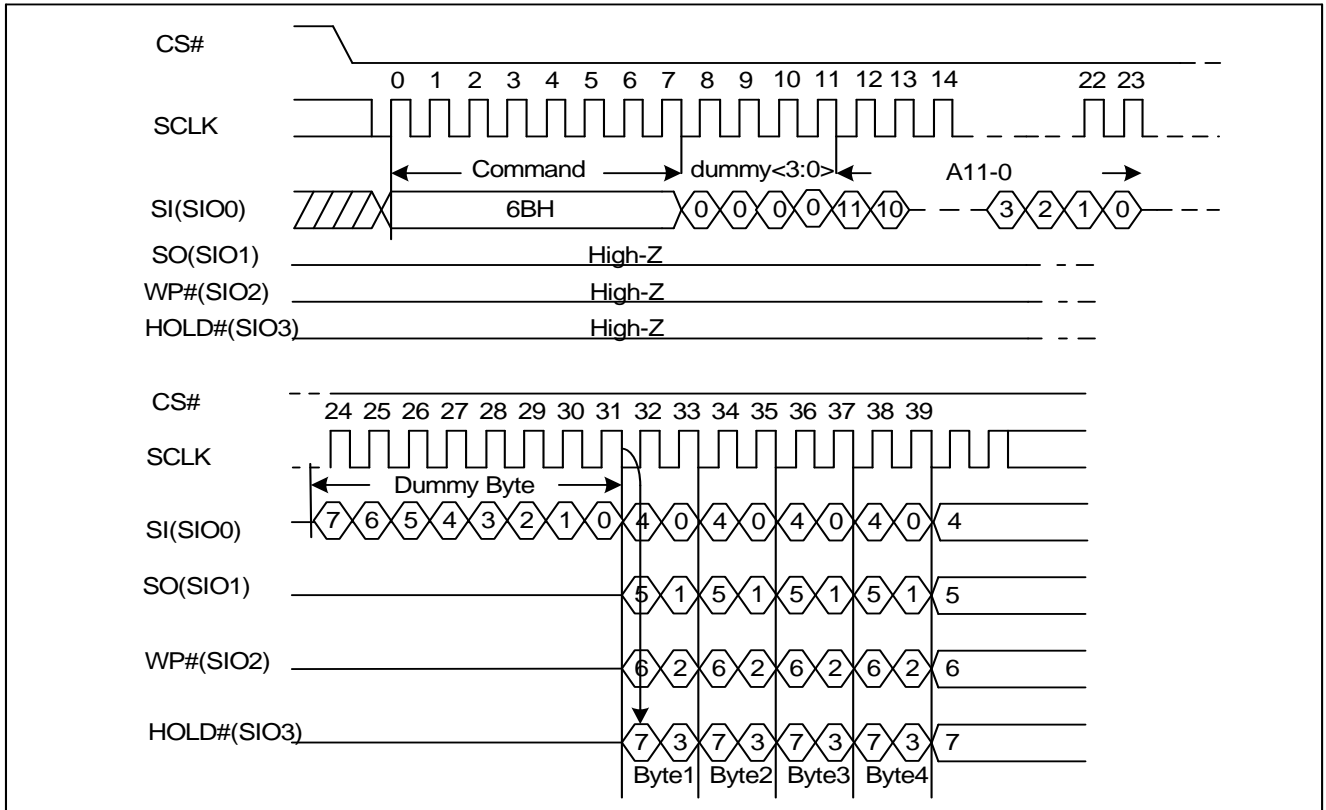 CS#
0 1 2 3 4 5 6 7 8 9 10 11 12 13 14 22 23
SCLK
Command dummy<3:0> A11-0
SI(SIO0) 6BH 0 0 0 0 11 10 3 2 1 0
SO(SIO1) High-Z
WP#(SIO2) High-Z
HOLD#(SIO3) High-Z
CS#
24 25 26 27 28 29 30 31 32 33 34 35 36 37 38 39
SCLK
Dummy Byte
SI(SIO0) 7 6 5 4 3 2 1 0 4 0 4 0 4 0 4 0 4
SO(SIO1) 5 1 5 1 5 1 5 1 5
WP#(SIO2) 6 2 6 2 6 2 6 2 6
HOLD#(SIO3) 7 3 7 3 7 3 7 3 7
Byte1 Byte2 Byte3 Byte4